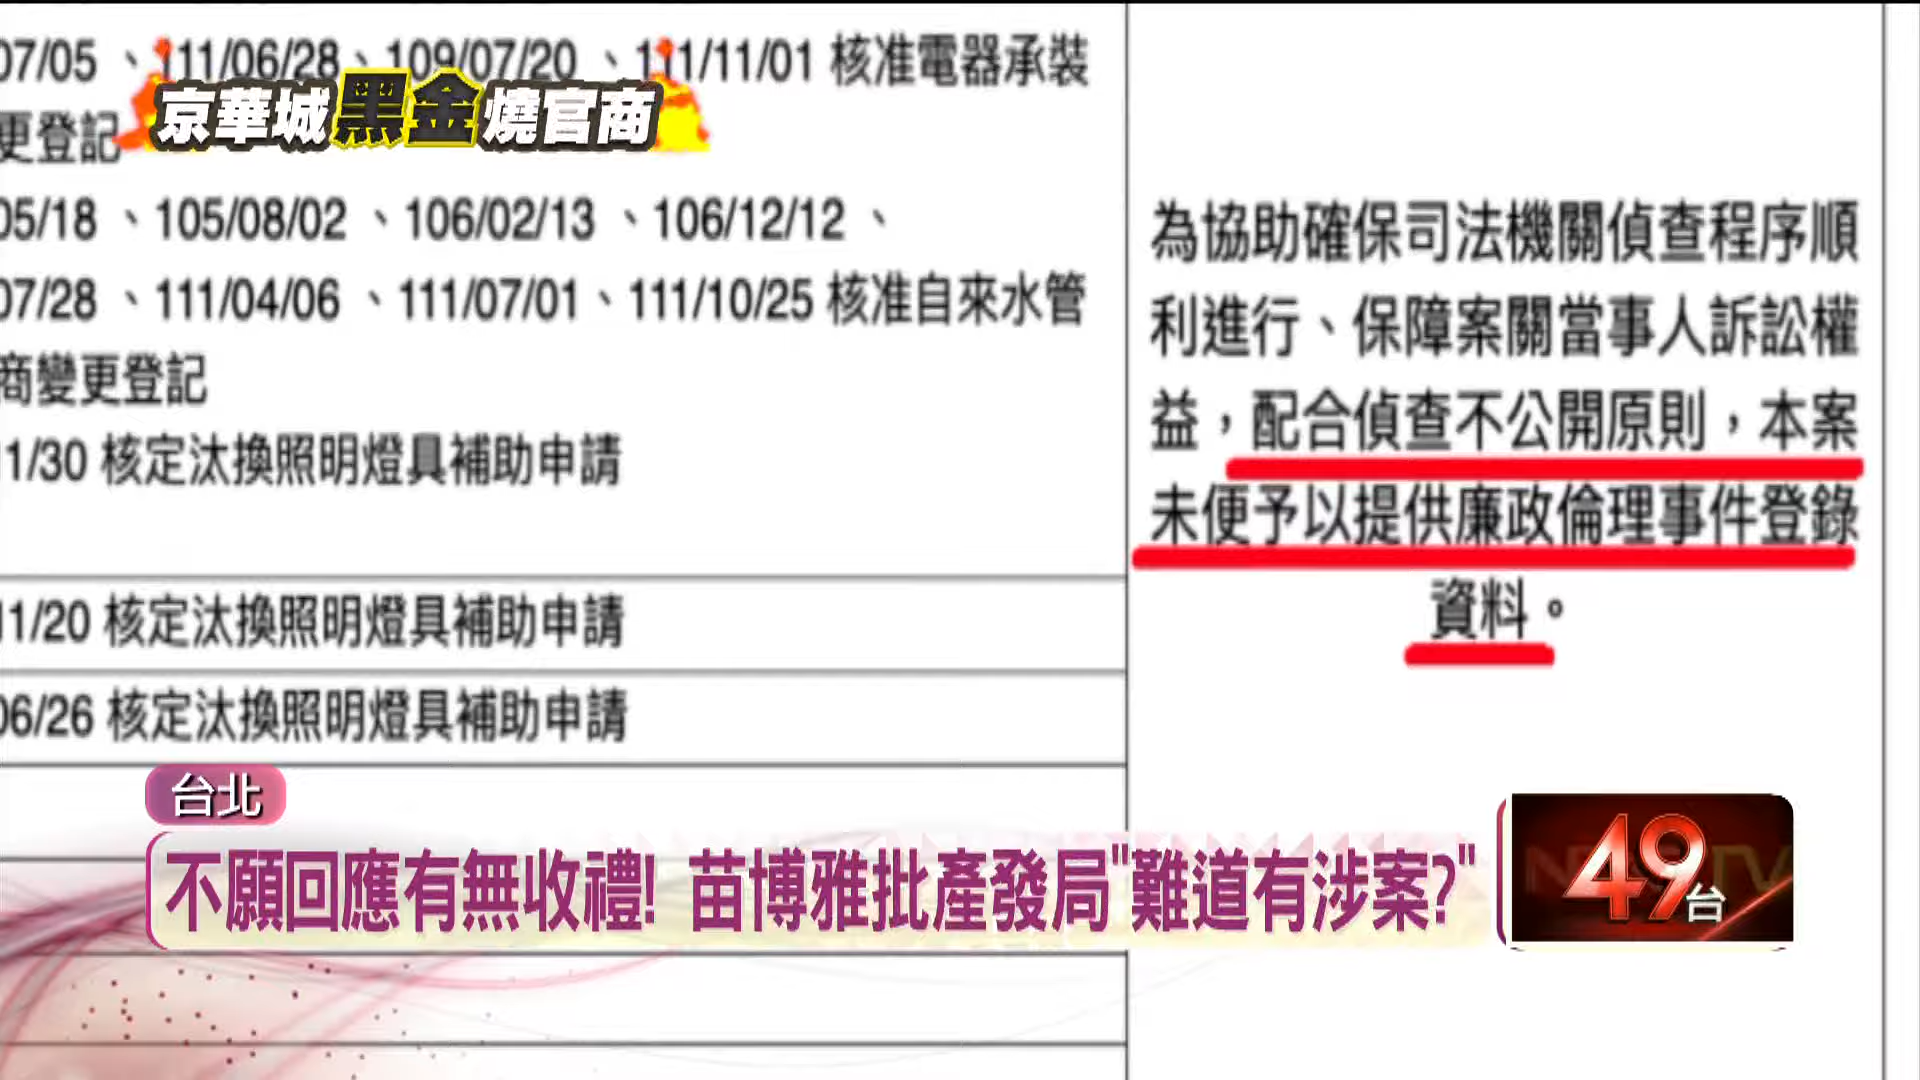 07/05、111/06/28、109/07/20、111/11/01 核准電器承裝
更登記
京華城黑金燒官商
05/18、105/08/02、106/02/13、106/12/12、
07/28、111/04/06、111/07/01、111/10/25 核准自來水管
商變更登記
1/30 核定汰換照明燈具補助申請
11/20 核定汰換照明燈具補助申請
06/26 核定汰換照明燈具補助申請
為協助確保司法機關偵查程序順
利進行、保障案關當事人訴訟權
益,配合偵查不公開原則,本案
未便予以提供廉政倫理事件登錄
資料。
台北
不願回應有無收禮! 苗博雅批產發局"難道有涉案?"
49台